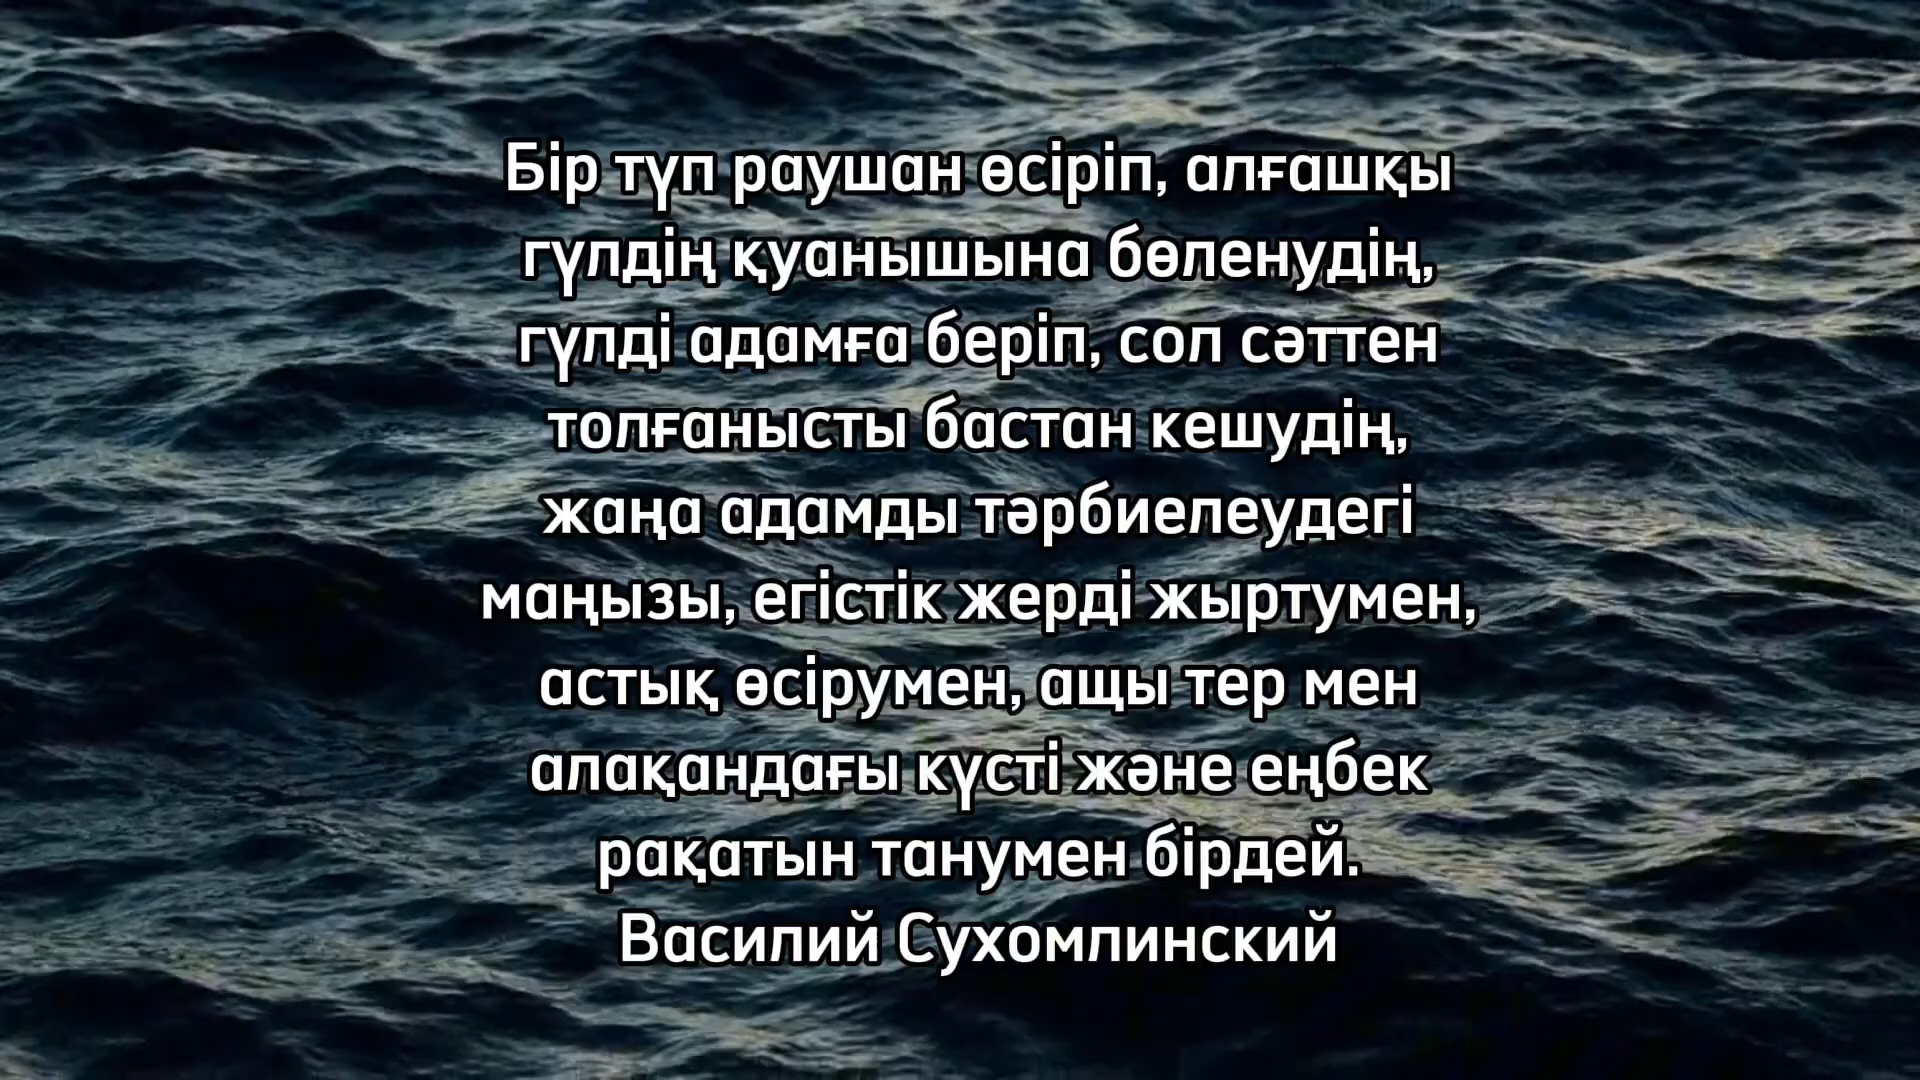 Бір түп раушан өсіріп, алғашқы
гүлдің қуанышына бөленудің,
гүлді адамға беріп, сол сәттен
толғанысты бастан кешудің,
жаңа адамды тәрбиелеудегі
маңызы, егістік жерді жыртумен,
астық өсірумен, ащы тер мен
алақандағы күсті және еңбек
рақатын танумен бірдей.
Василий Сухомлинский